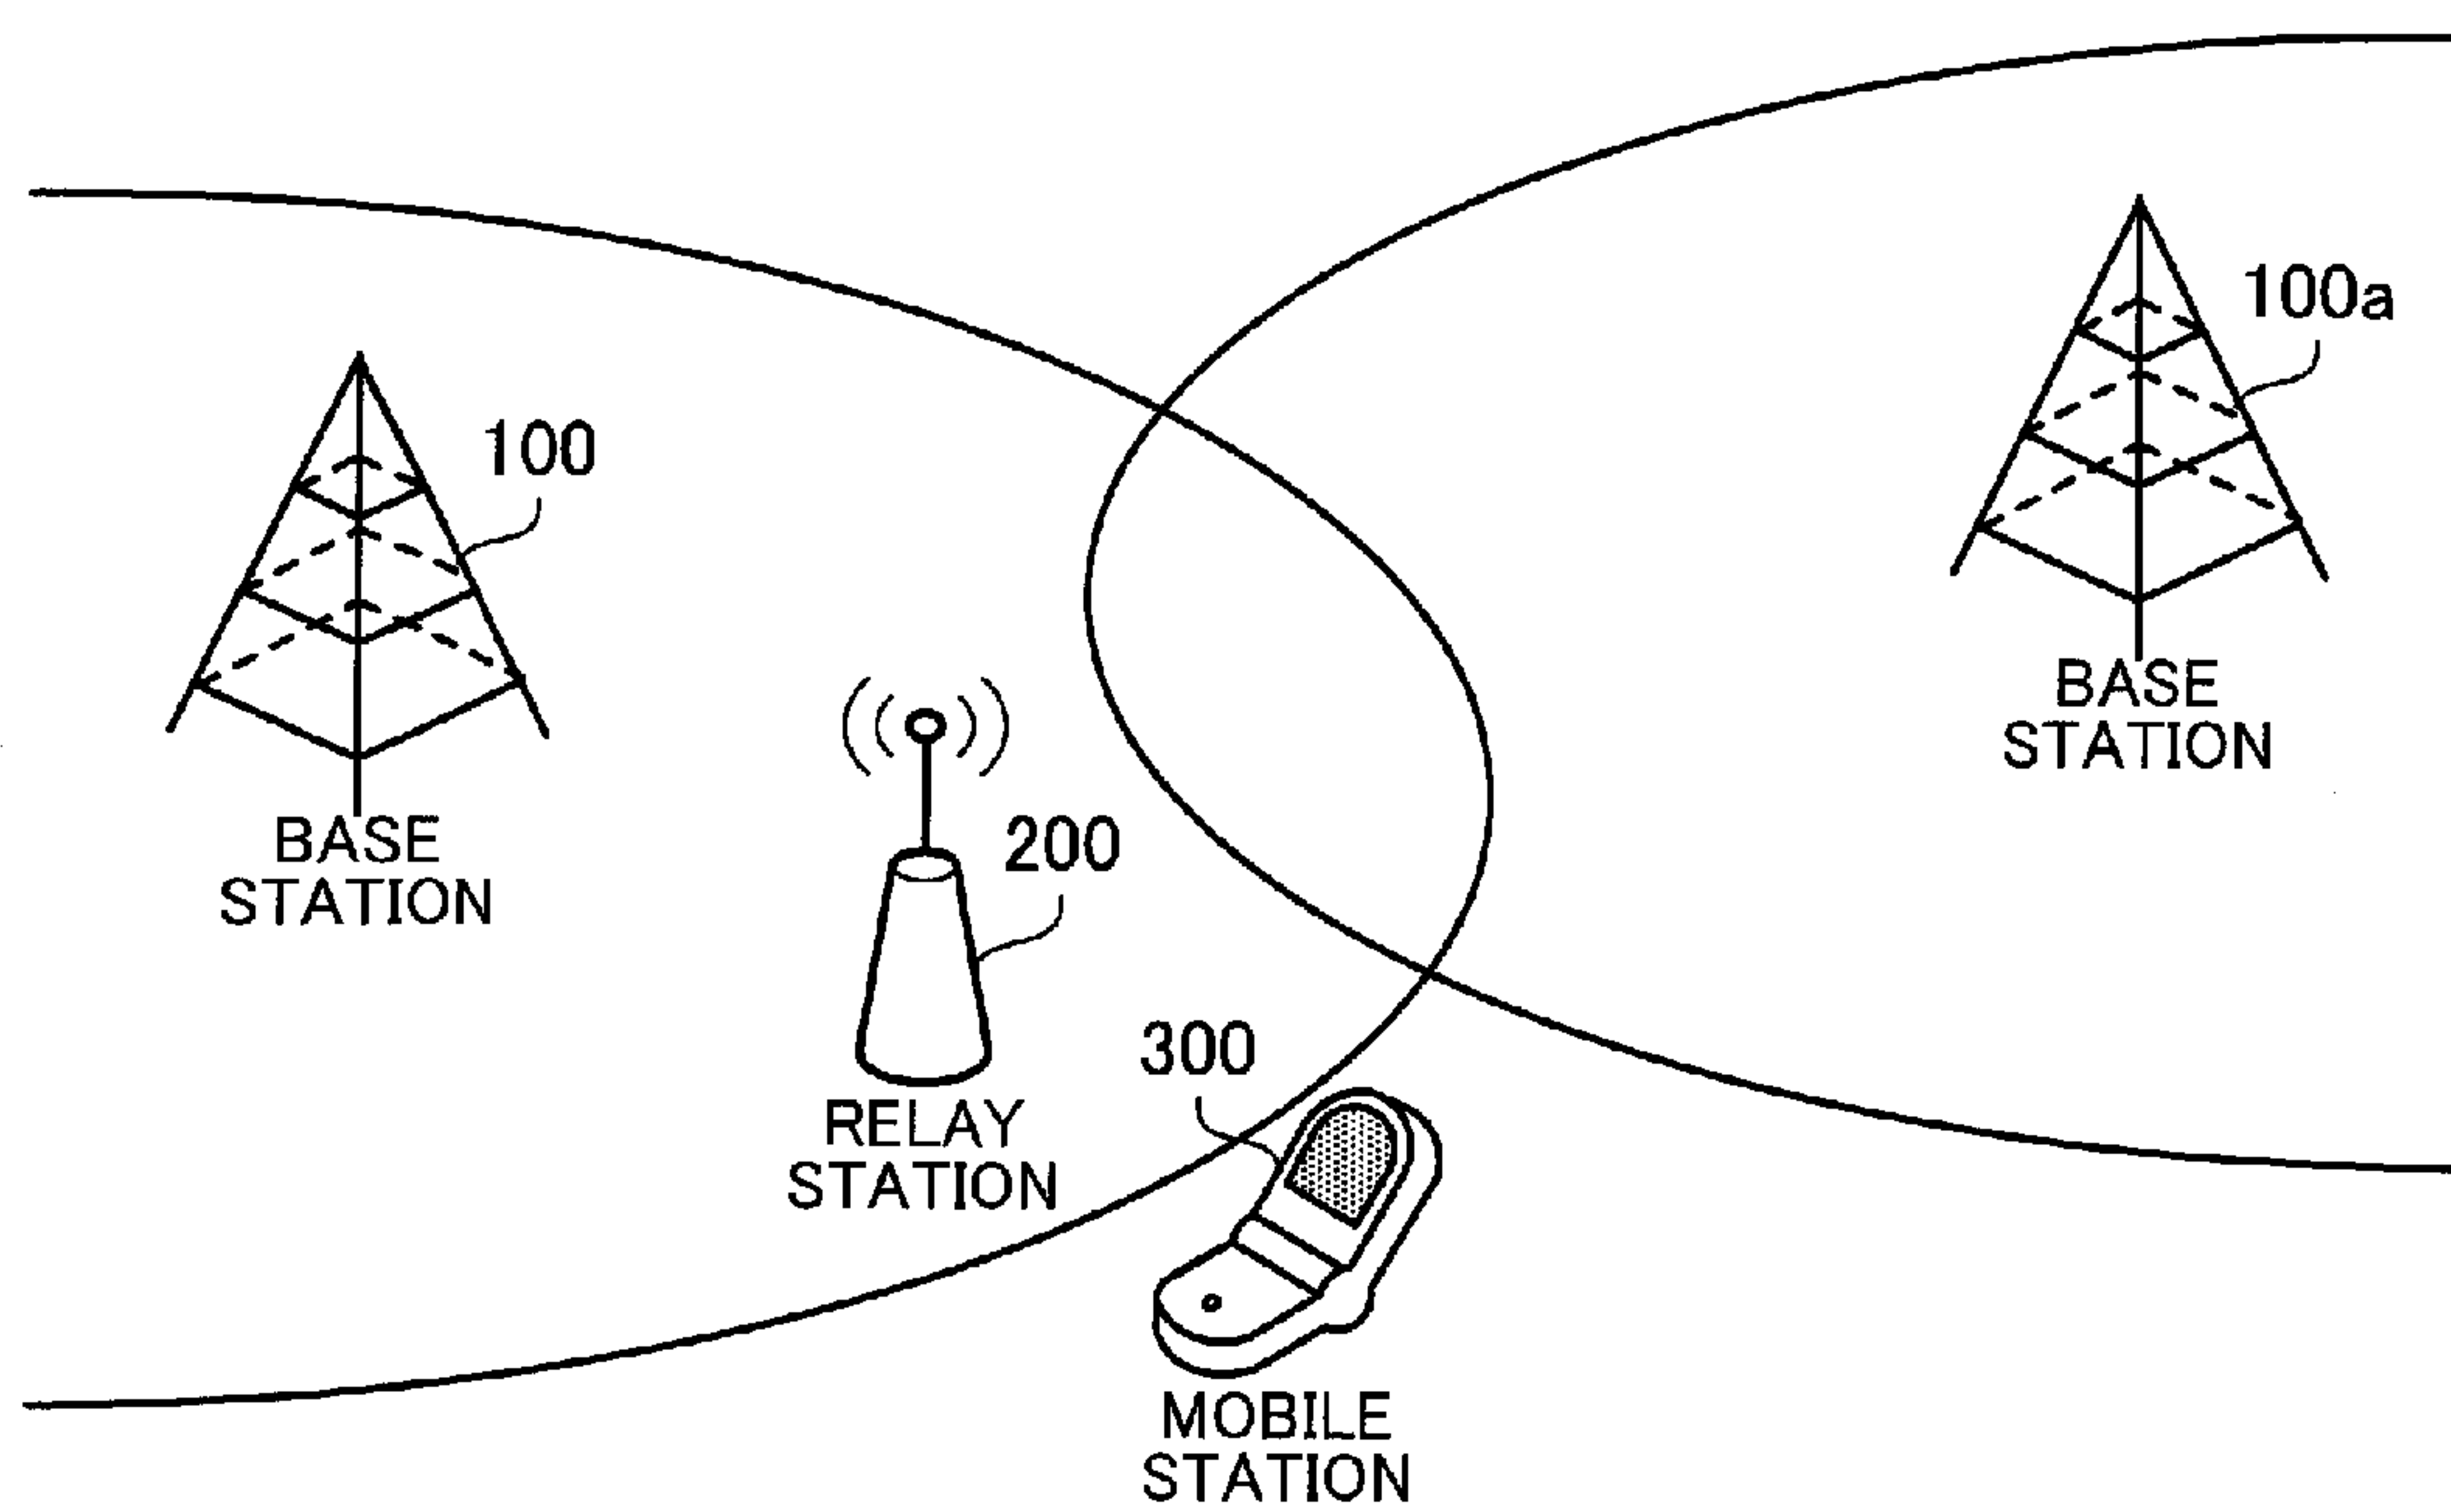 100a
100
BASE
STATION
BASE
STATION
200
300
RELAY
STATION
MOBILE
STATION